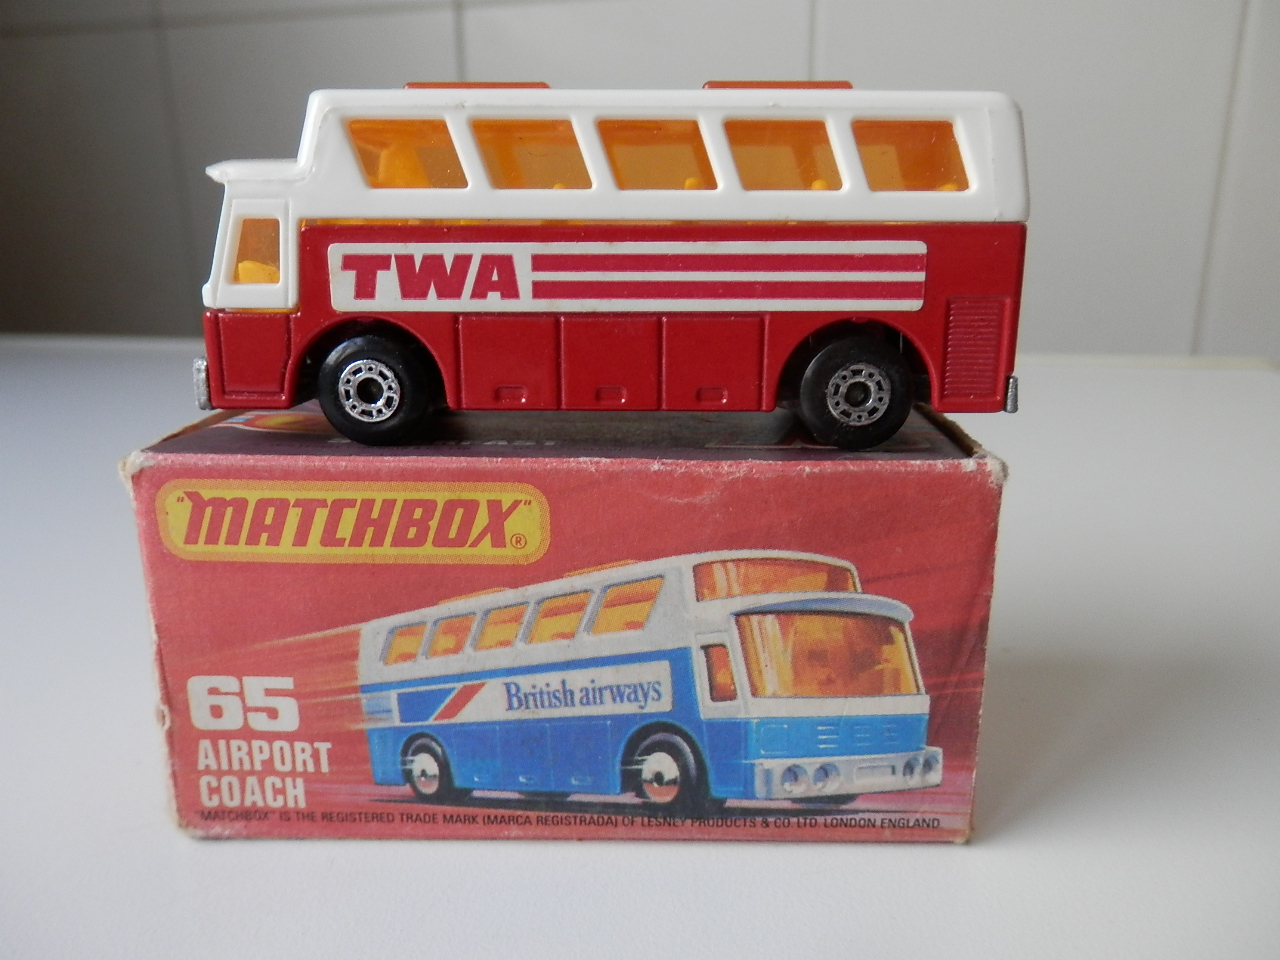 TWA
"MATCHBOX"®
65
AIRPORT
COACH
British airways
"MATCHBOX" IS THE REGISTERED TRADE MARK (MARCA REGISTRADA) OF LESNEY PRODUCTS & CO. LTD. LONDON ENGLAND